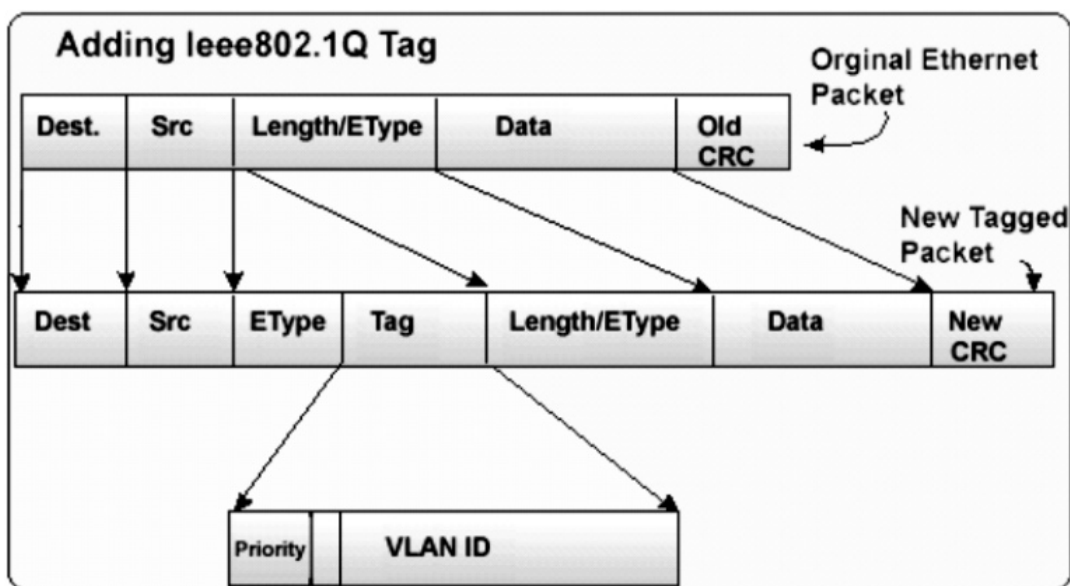 Adding Ieee802.1Q Tag
Orginal Ethernet
Packet
Dest. Src Length/EType Data Old
CRC
New Tagged
Packet
Dest Src EType Tag Length/EType Data New
CRC
Priority VLAN ID